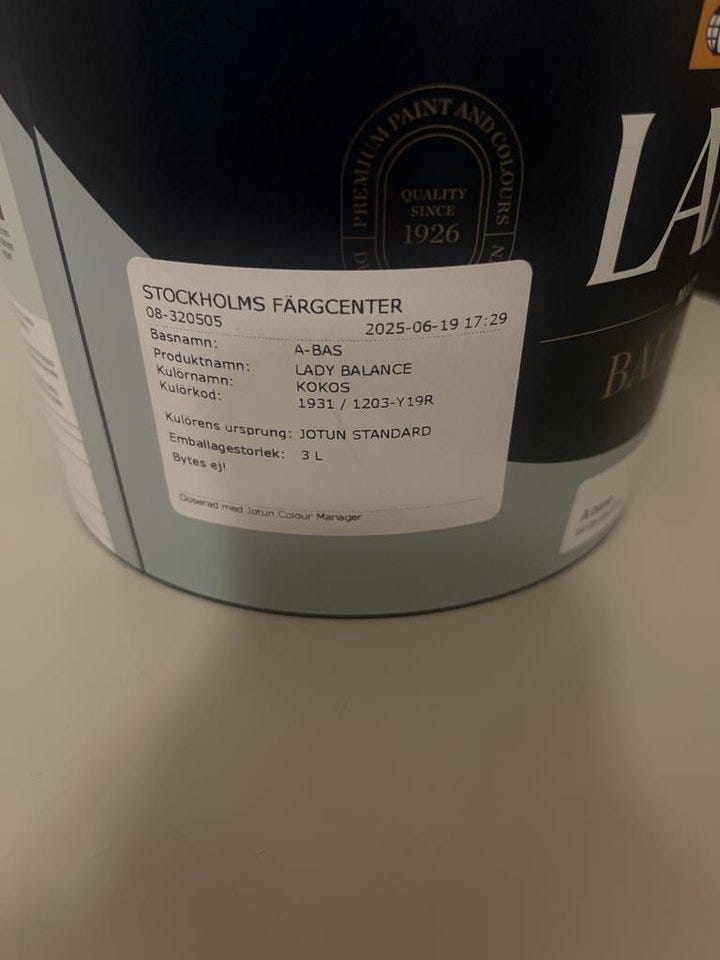 PREMIUM PAINT AND COLOURS
QUALITY
SINCE
1926
LA
BAL
STOCKHOLMS FÄRGCENTER
08-320505 2025-06-19 17:29
Basnamn: A-BAS
Produktnamn: LADY BALANCE
Kulörnamn: KOKOS
Kulörkod: 1931 / 1203-Y19R
Kulörens ursprung: JOTUN STANDARD
Emballagestorlek: 3 L
Bytes ej!
Doserad med Jotun Colour Manager